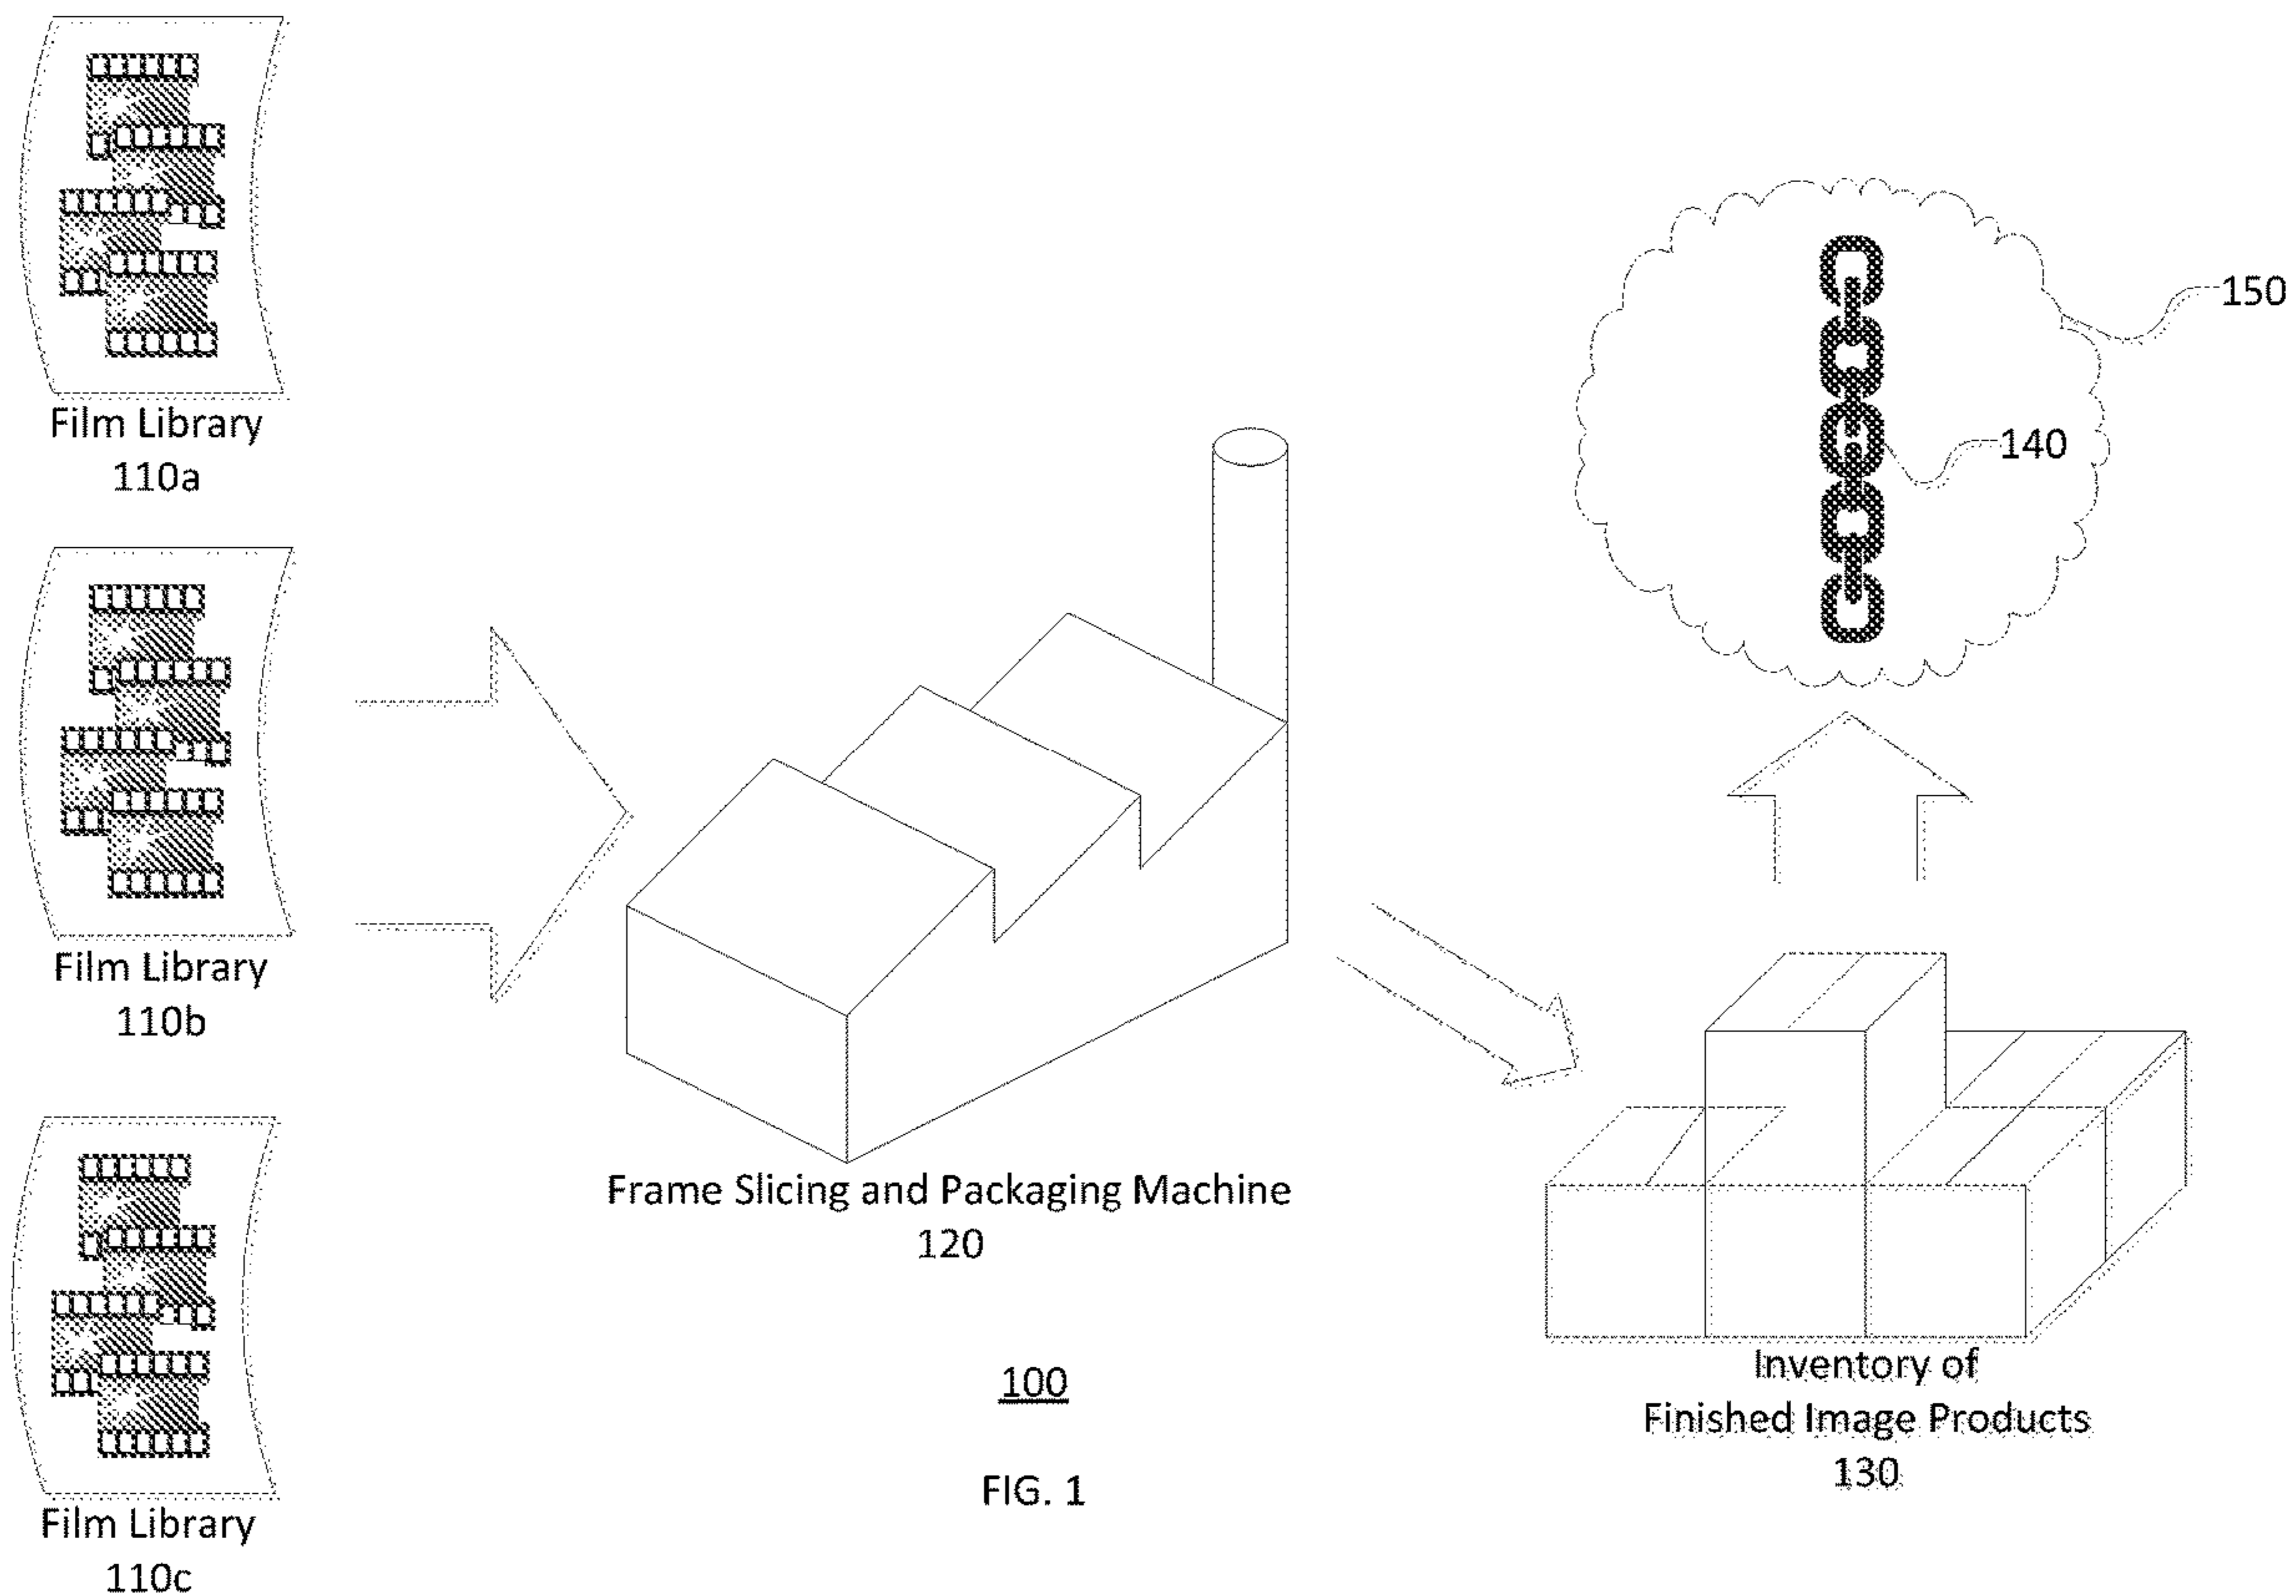 Film Library
110a
Film Library
110b
Film Library
110c
Frame Slicing and Packaging Machine
120
100
FIG. 1
150
140
Inventory of
Finished Image Products
130